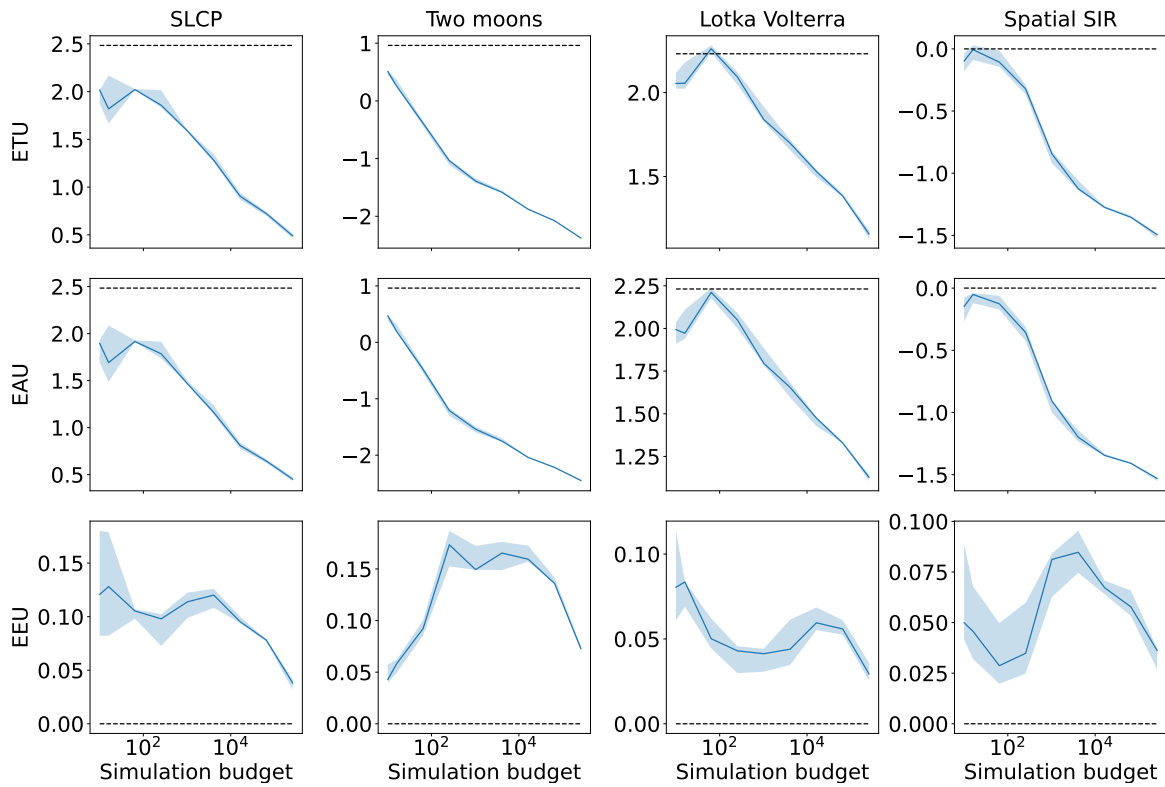 SLCP Two moons Lotka Volterra Spatial SIR
ETU
2.5 2.0 1.5 1.0 0.5
1 0 −1 −2
2.0 1.5
0.0 −0.5 −1.0 −1.5
EAU
2.5 2.0 1.5 1.0 0.5
1 0 −1 −2
2.25 2.00 1.75 1.50 1.25
0.0 −0.5 −1.0 −1.5
EEU
0.15 0.10 0.05 0.00
0.15 0.10 0.05 0.00
0.10 0.05 0.00
0.100 0.075 0.050 0.025 0.000
10² 10⁴ 10² 10⁴ 10² 10⁴ 10² 10⁴
Simulation budget Simulation budget Simulation budget Simulation budget